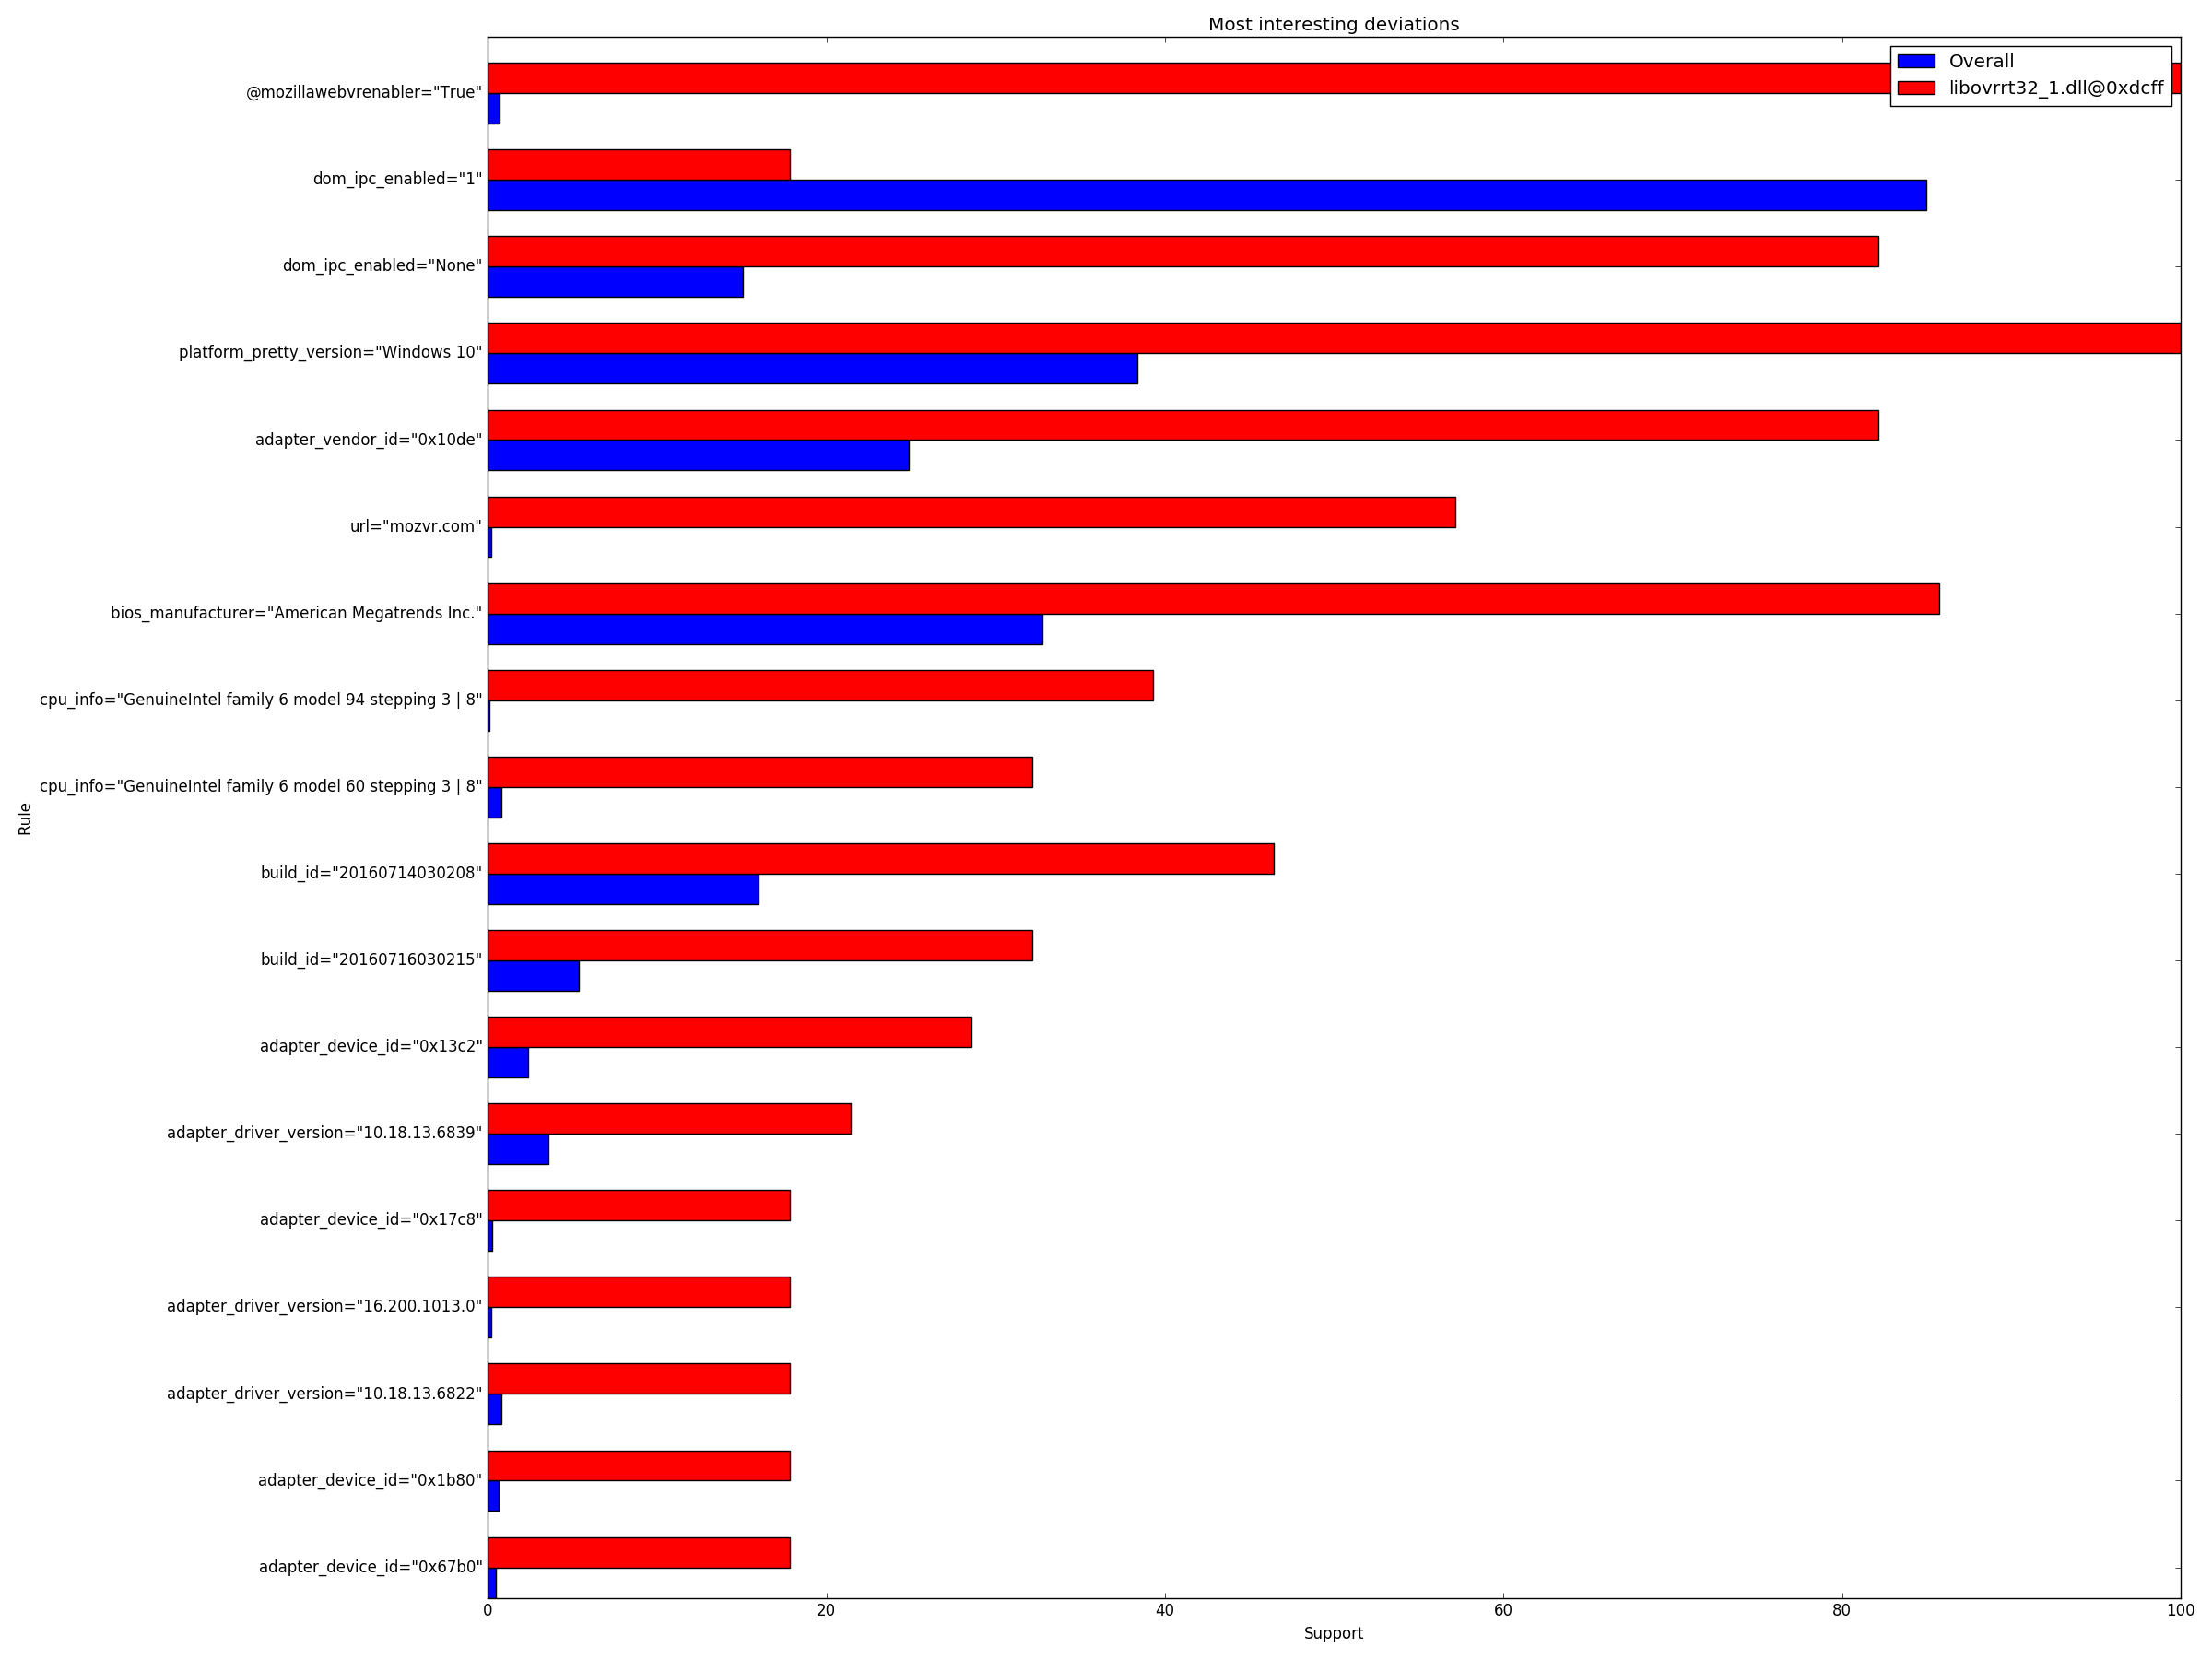 Most interesting deviations
Overall
libovrrt32_1.dll@0xdcff
@mozillawebvrenabler="True"
dom_ipc_enabled="1"
dom_ipc_enabled="None"
platform_pretty_version="Windows 10"
adapter_vendor_id="0x10de"
url="mozvr.com"
bios_manufacturer="American Megatrends Inc."
cpu_info="GenuineIntel family 6 model 94 stepping 3 | 8"
cpu_info="GenuineIntel family 6 model 60 stepping 3 | 8"
Rule
build_id="20160714030208"
build_id="20160716030215"
adapter_device_id="0x13c2"
adapter_driver_version="10.18.13.6839"
adapter_device_id="0x17c8"
adapter_driver_version="16.200.1013.0"
adapter_driver_version="10.18.13.6822"
adapter_device_id="0x1b80"
adapter_device_id="0x67b0"
0 20 40 60 80 100
Support